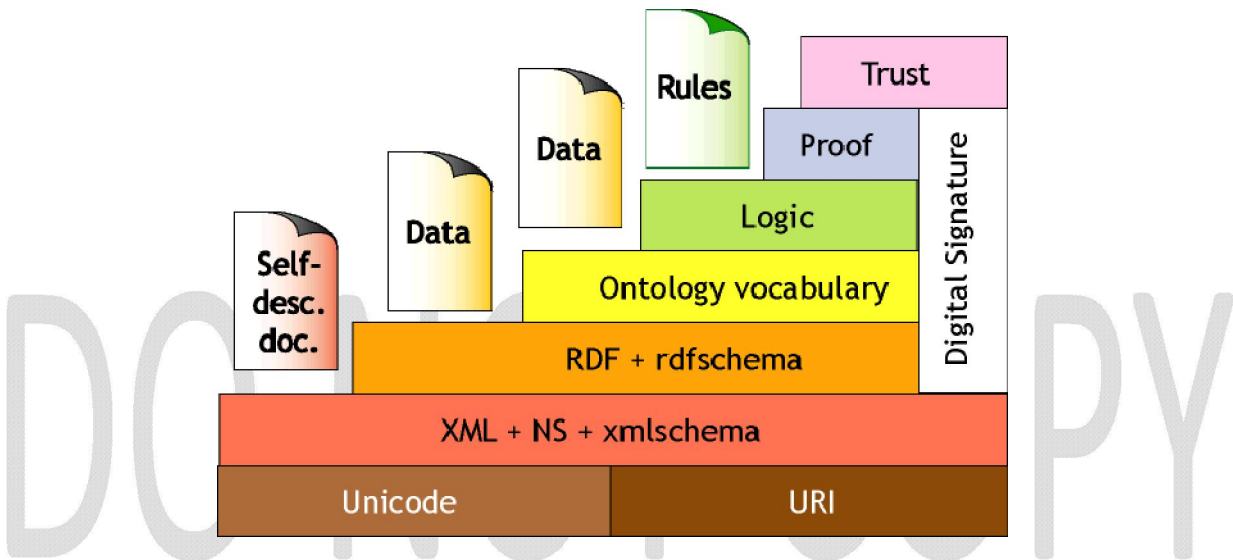 Rules
Trust
Data
Proof
Data
Logic
Self-
desc.
doc.
Ontology vocabulary
Digital Signature
RDF + rdfschema
XML + NS + xmlschema
Unicode
URI
DO NOT COPY